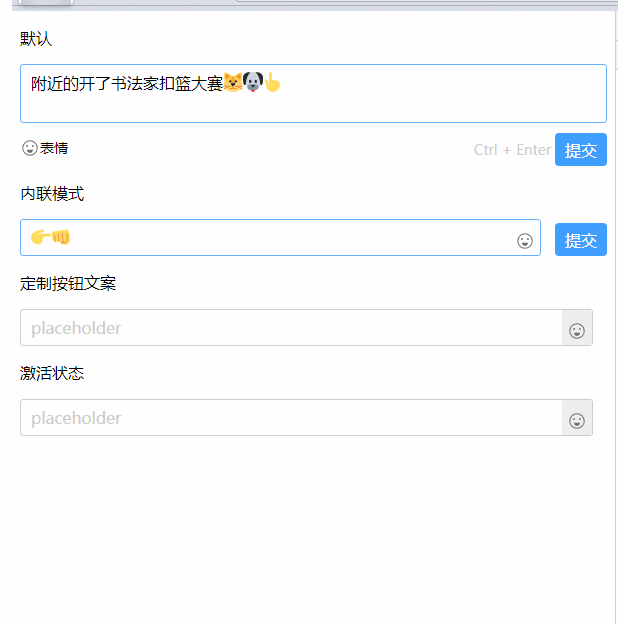 默认
附近的开了书法家扣篮大赛🐱🐶👆
表情 Ctrl + Enter 提交
内联模式
👉👊 提交
定制按钮文案
placeholder
激活状态
placeholder